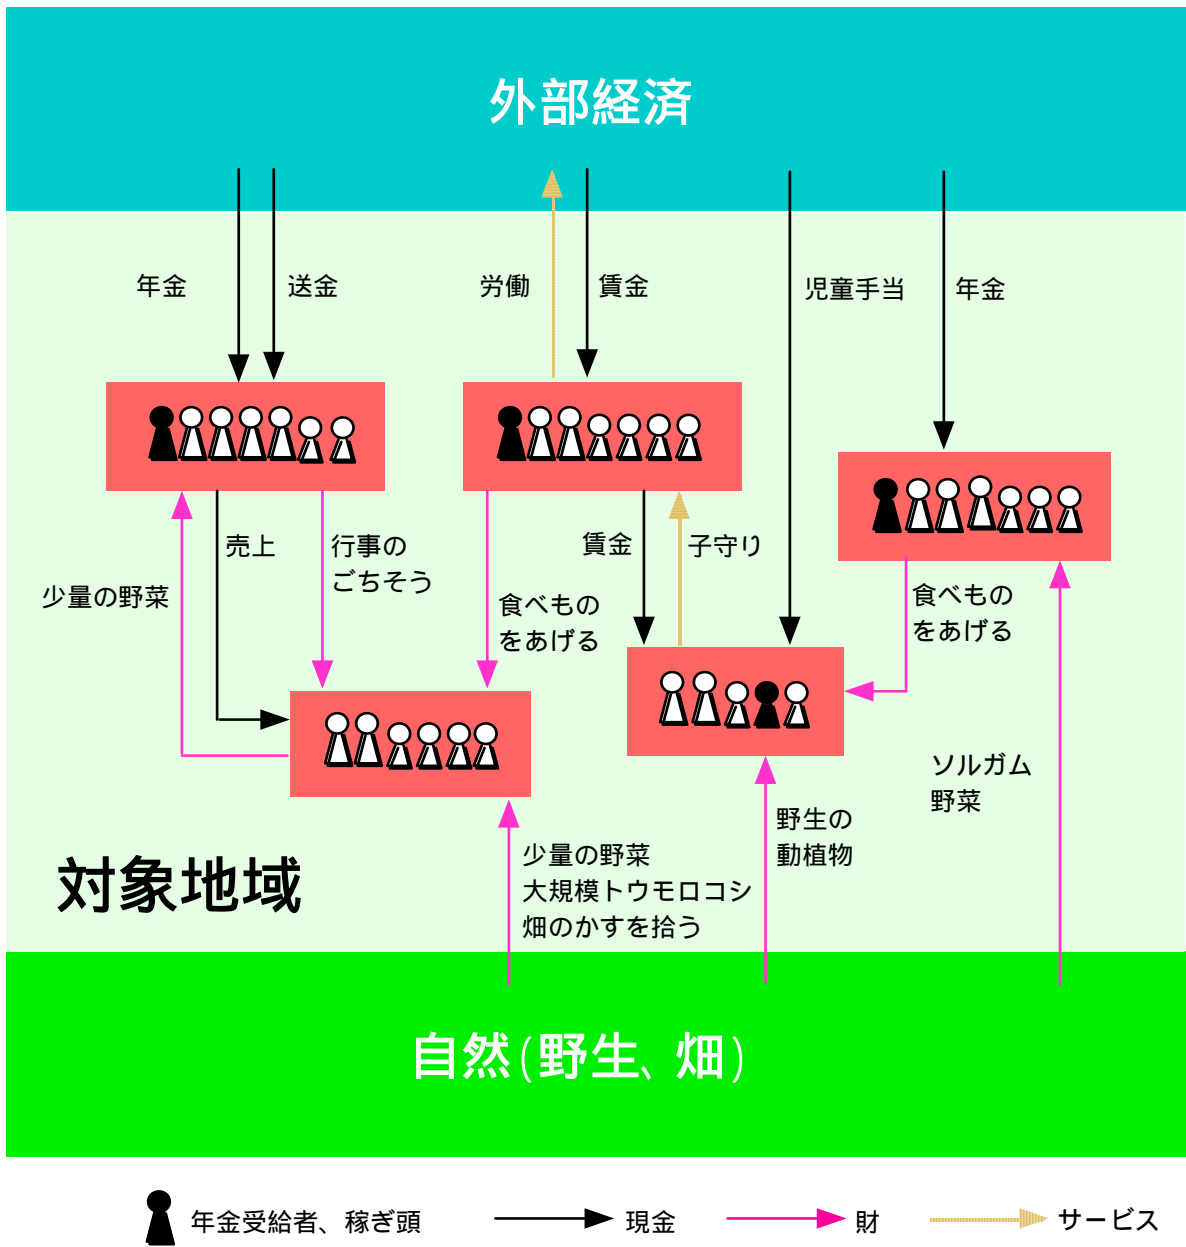 外部経済
年金
送金
労働
賃金
児童手当
年金
少量の野菜
売上
行事の
ごちそう
食べもの
をあげる
賃金
子守り
食べもの
をあげる
ソルガム
野菜
野生の
動植物
少量の野菜
大規模トウモロコシ
畑のかすを拾う
対象地域
自然(野生、畑)
年金受給者、稼ぎ頭
現金
財
サービス